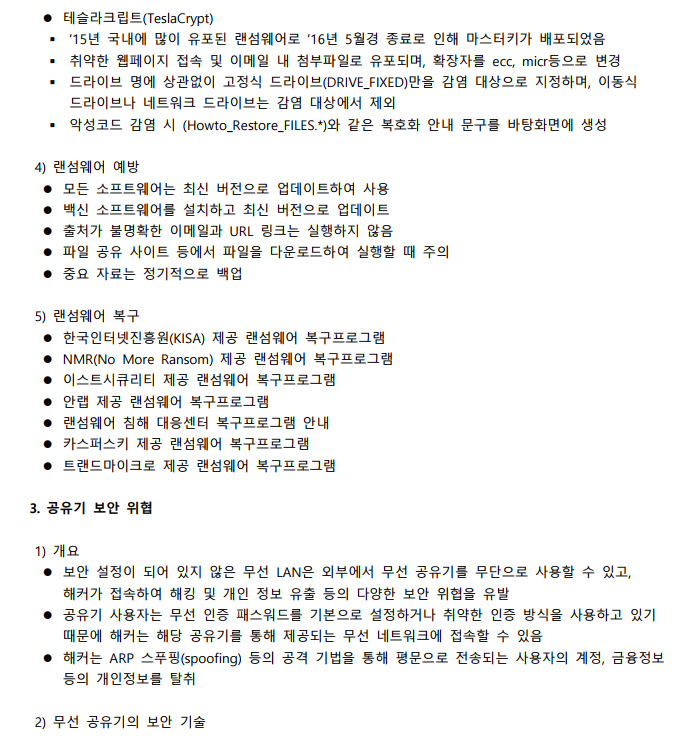 ● 테슬라크립트(TeslaCrypt)
▪ ’15년 국내에 많이 유포된 랜섬웨어로 ’16년 5월경 종료로 인해 마스터키가 배포되었음
▪ 취약한 웹페이지 접속 및 이메일 내 첨부파일로 유포되며, 확장자를 ecc, micr등으로 변경
▪ 드라이브 명에 상관없이 고정식 드라이브(DRIVE_FIXED)만을 감염 대상으로 지정하며, 이동식
드라이브나 네트워크 드라이브는 감염 대상에서 제외
▪ 악성코드 감염 시 (Howto_Restore_FILES.*)와 같은 복호화 안내 문구를 바탕화면에 생성
4) 랜섬웨어 예방
● 모든 소프트웨어는 최신 버전으로 업데이트하여 사용
● 백신 소프트웨어를 설치하고 최신 버전으로 업데이트
● 출처가 불명확한 이메일과 URL 링크는 실행하지 않음
● 파일 공유 사이트 등에서 파일을 다운로드하여 실행할 때 주의
● 중요 자료는 정기적으로 백업
5) 랜섬웨어 복구
● 한국인터넷진흥원(KISA) 제공 랜섬웨어 복구프로그램
● NMR(No More Ransom) 제공 랜섬웨어 복구프로그램
● 이스트시큐리티 제공 랜섬웨어 복구프로그램
● 안랩 제공 랜섬웨어 복구프로그램
● 랜섬웨어 침해 대응센터 복구프로그램 안내
● 카스퍼스키 제공 랜섬웨어 복구프로그램
● 트랜드마이크로 제공 랜섬웨어 복구프로그램
3. 공유기 보안 위협
1) 개요
● 보안 설정이 되어 있지 않은 무선 LAN은 외부에서 무선 공유기를 무단으로 사용할 수 있고,
해커가 접속하여 해킹 및 개인 정보 유출 등의 다양한 보안 위협을 유발
● 공유기 사용자는 무선 인증 패스워드를 기본으로 설정하거나 취약한 인증 방식을 사용하고 있기
때문에 해커는 해당 공유기를 통해 제공되는 무선 네트워크에 접속할 수 있음
● 해커는 ARP 스푸핑(spoofing) 등의 공격 기법을 통해 평문으로 전송되는 사용자의 계정, 금융정보
등의 개인정보를 탈취
2) 무선 공유기의 보안 기술